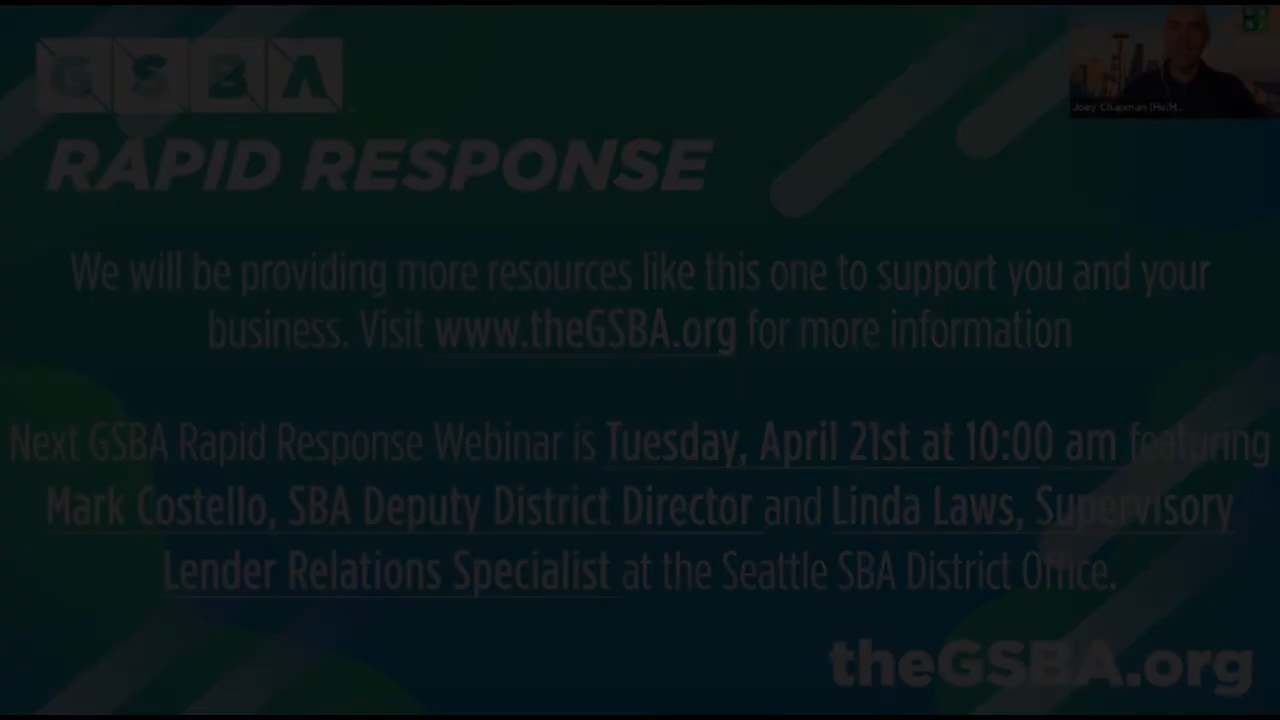 GSBA
RAPID RESPONSE
Joey Chapman (He/H...
We will be providing more resources like this one to support you and your
business. Visit www.theGSBA.org for more information
Next GSBA Rapid Response Webinar is Tuesday, April 21st at 10:00 am featuring
Mark Costello, SBA Deputy District Director and Linda Laws, Supervisory
Lender Relations Specialist at the Seattle SBA District Office.
theGSBA.org